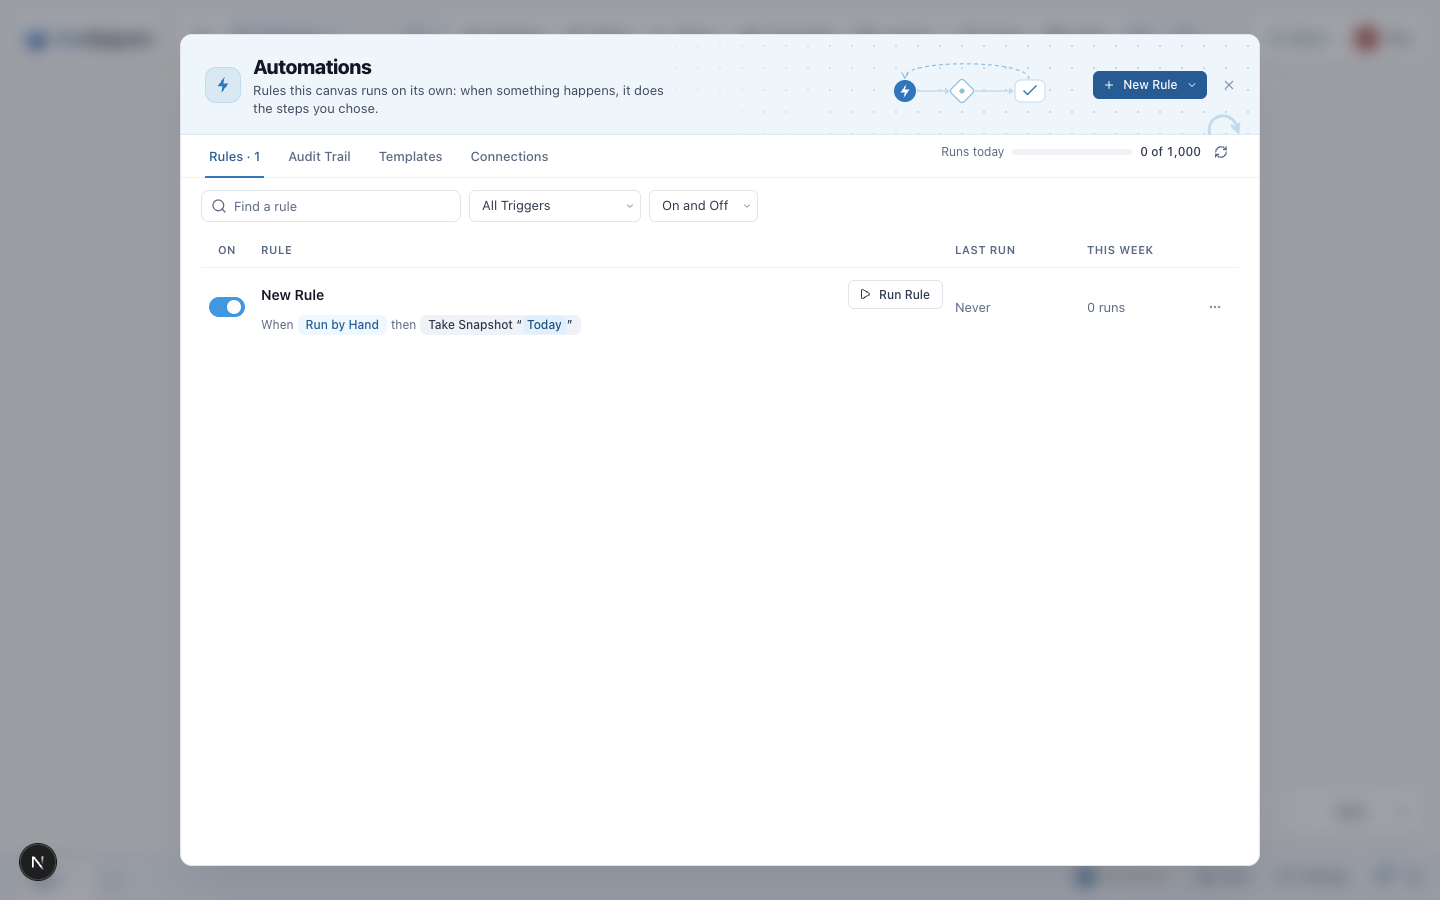 Automations
Rules this canvas runs on its own: when something happens, it does
the steps you chose.
New Rule
Rules · 1
Audit Trail
Templates
Connections
Runs today
0 of 1,000
Find a rule
All Triggers
On and Off
ON
RULE
LAST RUN
THIS WEEK
New Rule
Run Rule
Never
0 runs
When Run by Hand then Take Snapshot “ Today ”
N